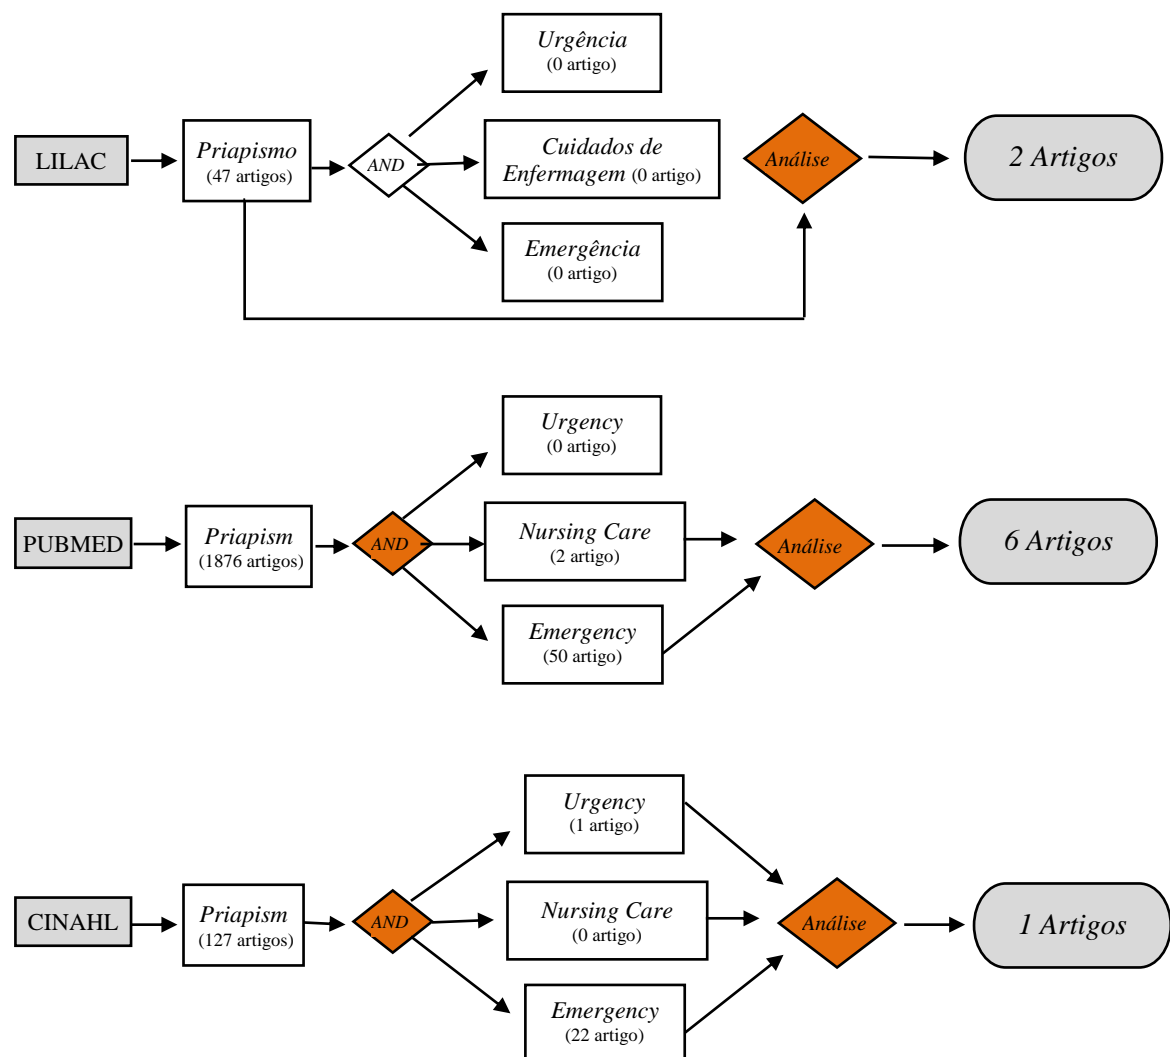 LILAC
Priapismo
(47 artigos)
AND
Urgência
(0 artigo)
Cuidados de
Enfermagem (0 artigo)
Emergência
(0 artigo)
Análise
2 Artigos
PUBMED
Priapism
(1876 artigos)
AND
Urgency
(0 artigo)
Nursing Care
(2 artigo)
Emergency
(50 artigo)
Análise
6 Artigos
CINAHL
Priapism
(127 artigos)
AND
Urgency
(1 artigo)
Nursing Care
(0 artigo)
Emergency
(22 artigo)
Análise
1 Artigos